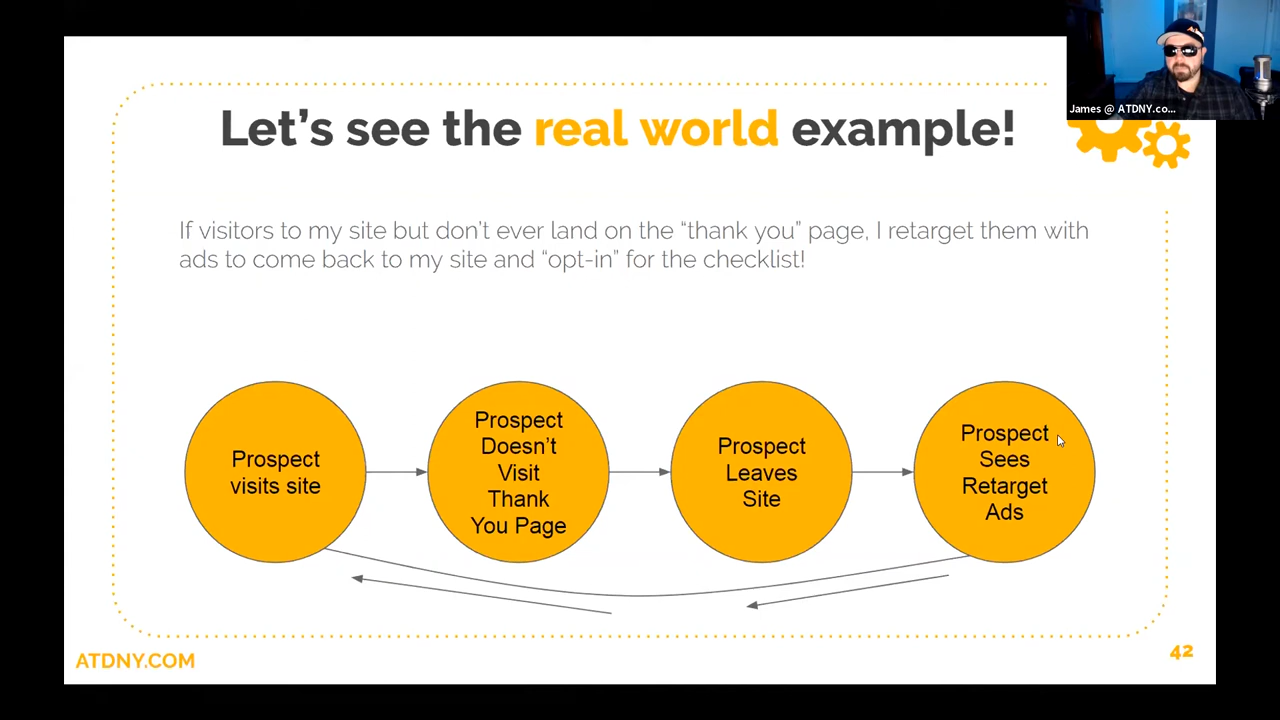 James @ ATDNY.co...
Let's see the real world example!
If visitors to my site but don't ever land on the “thank you” page, I retarget them with
ads to come back to my site and “opt-in” for the checklist!
Prospect
visits site
Prospect
Doesn't
Visit
Thank
You Page
Prospect
Leaves
Site
Prospect
Sees
Retarget
Ads
ATDNY.COM
42